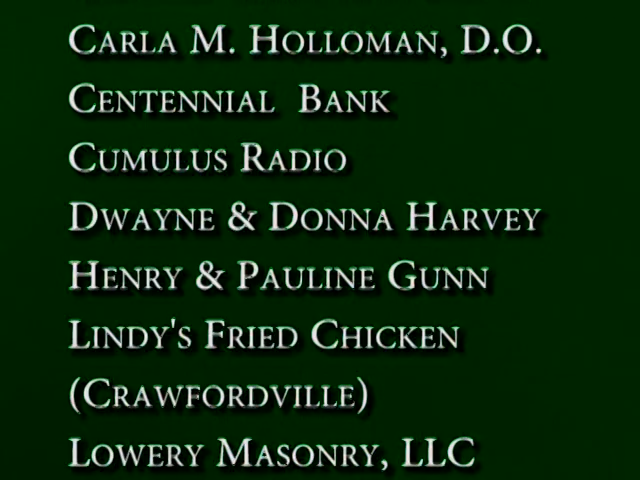 Carla M. Holloman, D.O.
Centennial Bank
Cumulus Radio
Dwayne & Donna Harvey
Henry & Pauline Gunn
Lindy's Fried Chicken
(Crawfordville)
Lowery Masonry, LLC